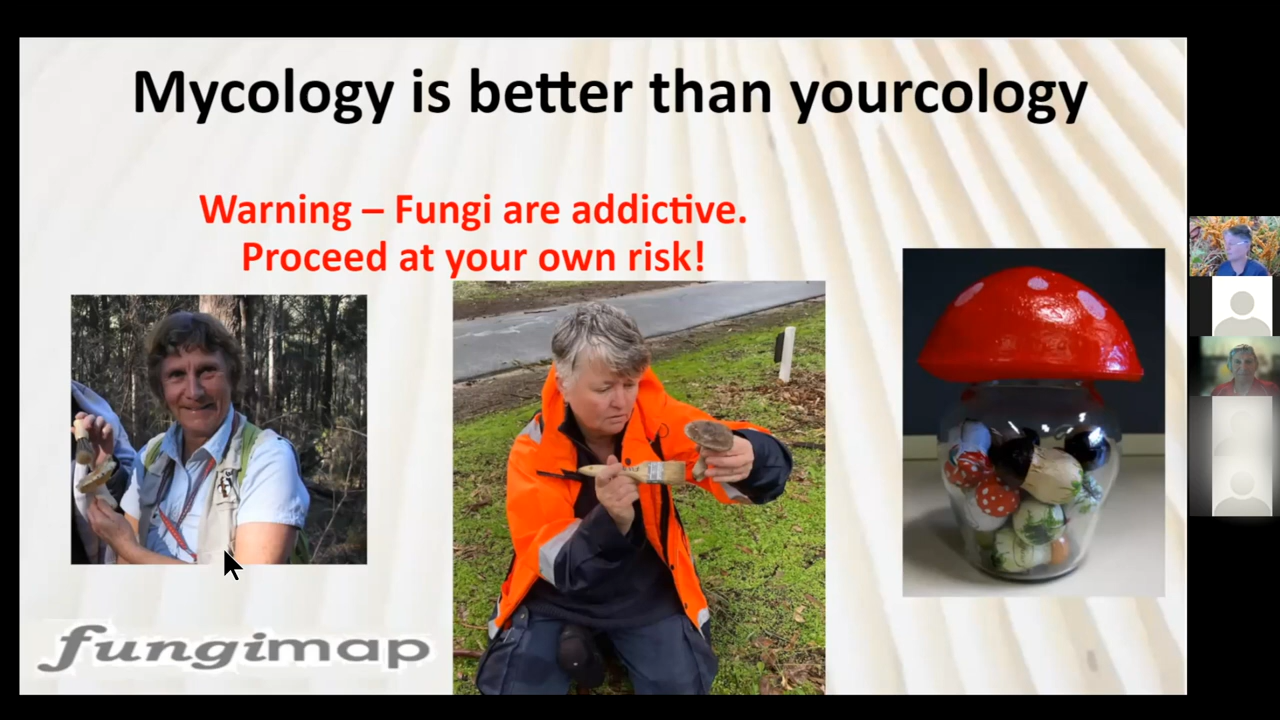 Mycology is better than yourcology
Warning – Fungi are addictive.
Proceed at your own risk!
fungimap